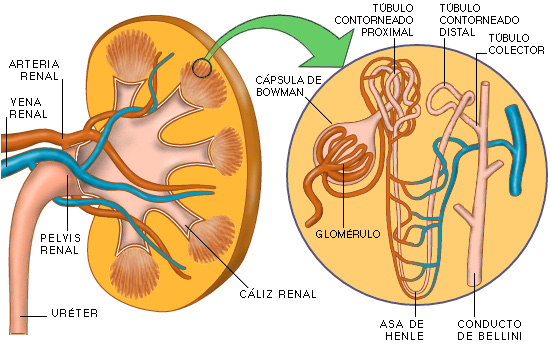 ARTERIA
RENAL
VENA
RENAL
PELVIS
RENAL
URÉTER
CÁLIZ RENAL
TÚBULO
CONTORNEADO
PROXIMAL
TÚBULO
CONTORNEADO
DISTAL
TÚBULO
COLECTOR
CÁPSULA DE
BOWMAN
GLOMÉRULO
ASA DE
HENLE
CONDUCTO
DE BELLINI